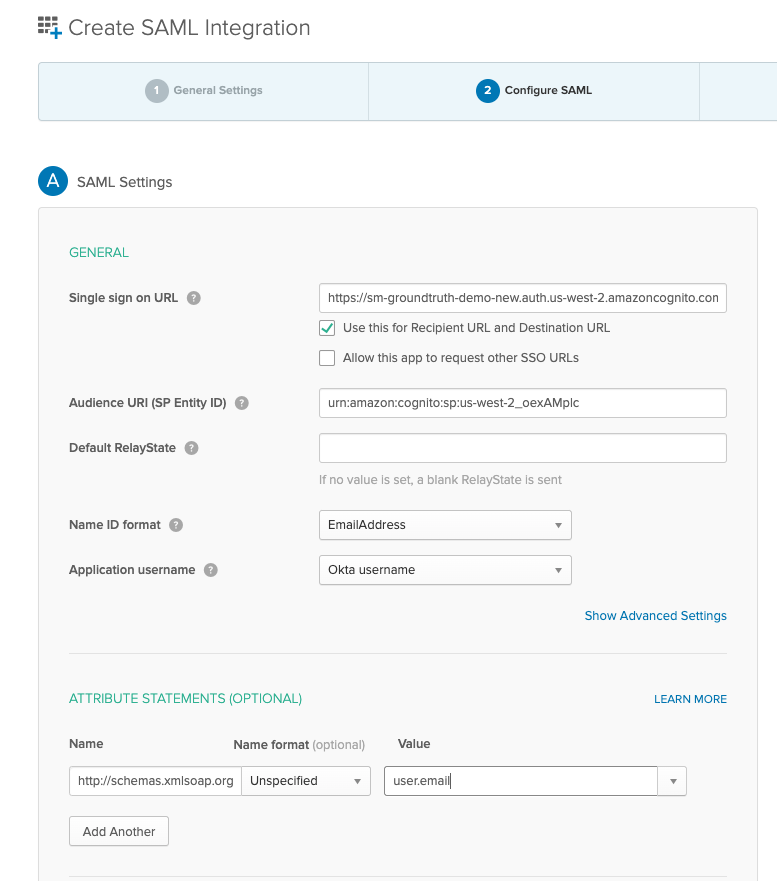 Create SAML Integration
1 General Settings
2 Configure SAML
A SAML Settings
GENERAL
Single sign on URL ?
https://sm-groundtruth-demo-new.auth.us-west-2.amazoncognito.con
Use this for Recipient URL and Destination URL
Allow this app to request other SSO URLs
Audience URI (SP Entity ID) ?
urn:amazon:cognito:sp:us-west-2_oexAMplc
Default RelayState ?
If no value is set, a blank RelayState is sent
Name ID format ?
EmailAddress
Application username ?
Okta username
Show Advanced Settings
ATTRIBUTE STATEMENTS (OPTIONAL)
LEARN MORE
Name
Name format (optional)
Value
http://schemas.xmlsoap.org
Unspecified
user.email
Add Another